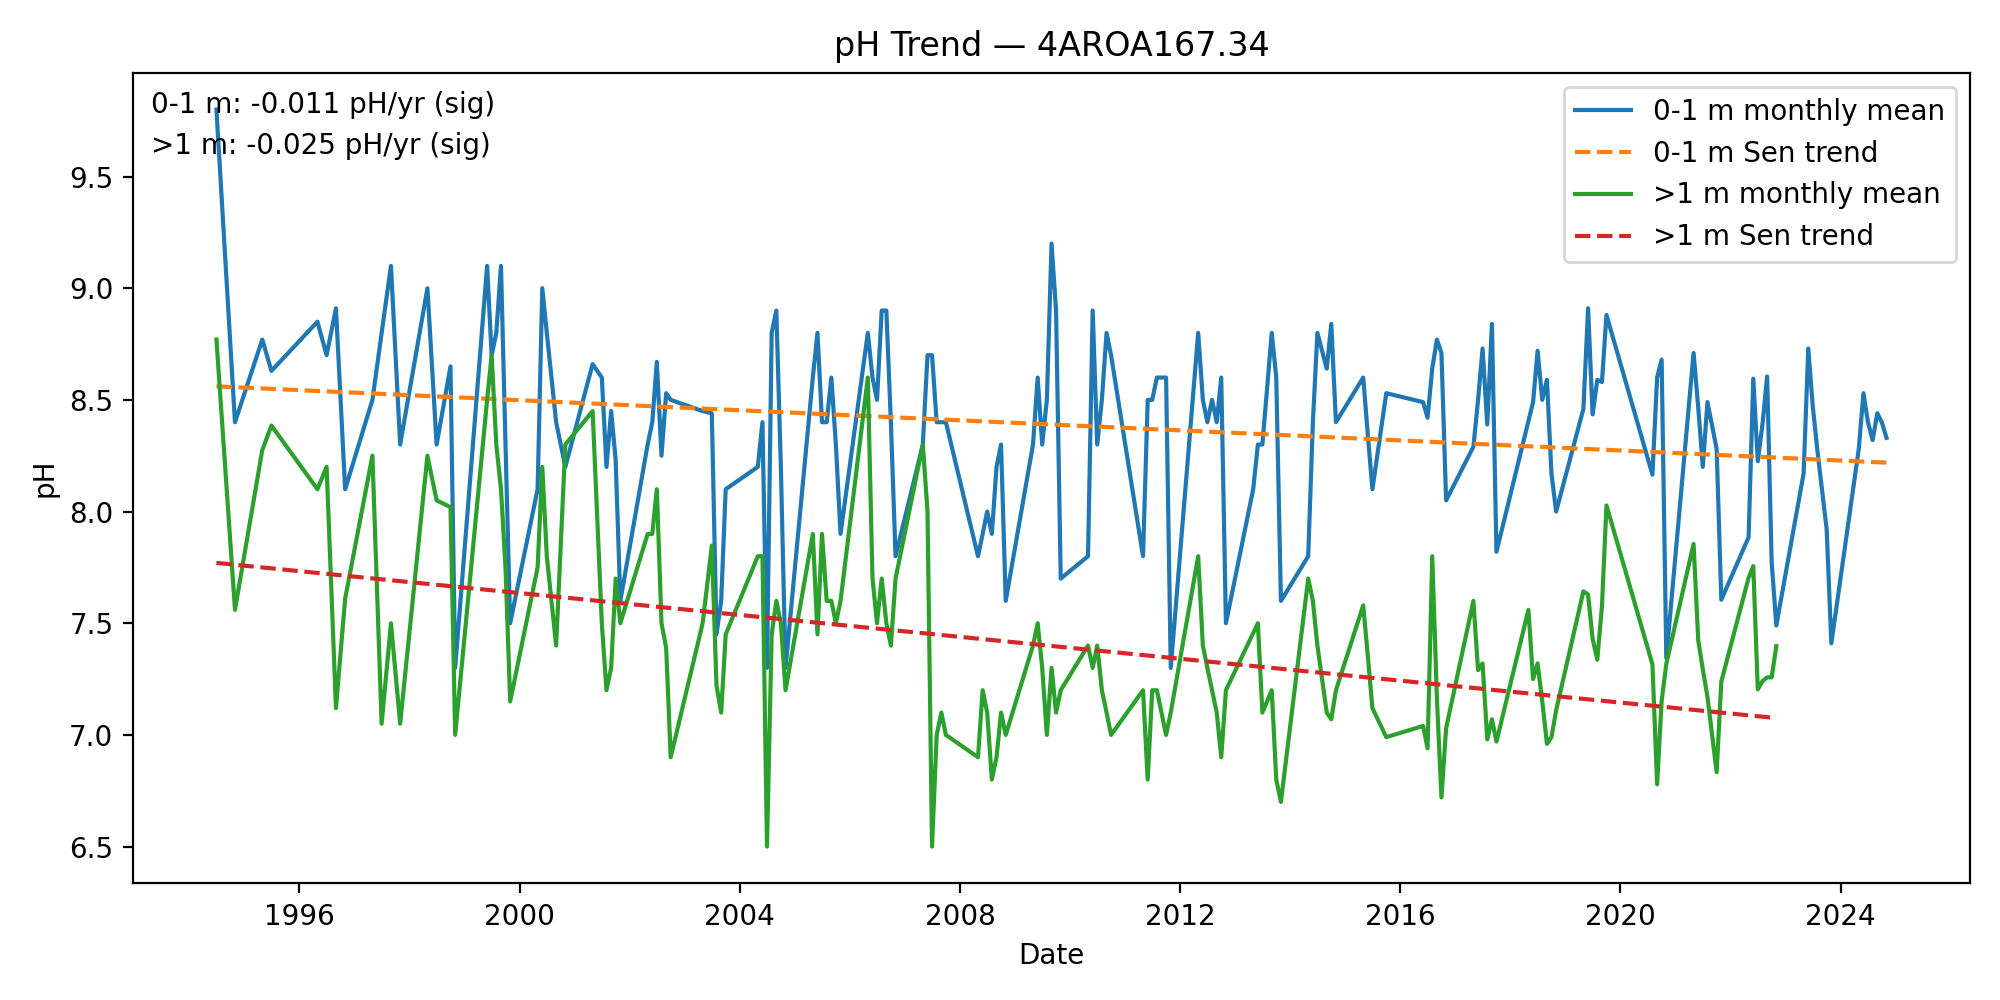 pH Trend — 4AROA167.34
0-1 m: -0.011 pH/yr (sig)
>1 m: -0.025 pH/yr (sig)
0-1 m monthly mean
0-1 m Sen trend
>1 m monthly mean
>1 m Sen trend
9.5
9.0
8.5
8.0
7.5
7.0
6.5
pH
1996
2000
2004
2008
2012
2016
2020
2024
Date